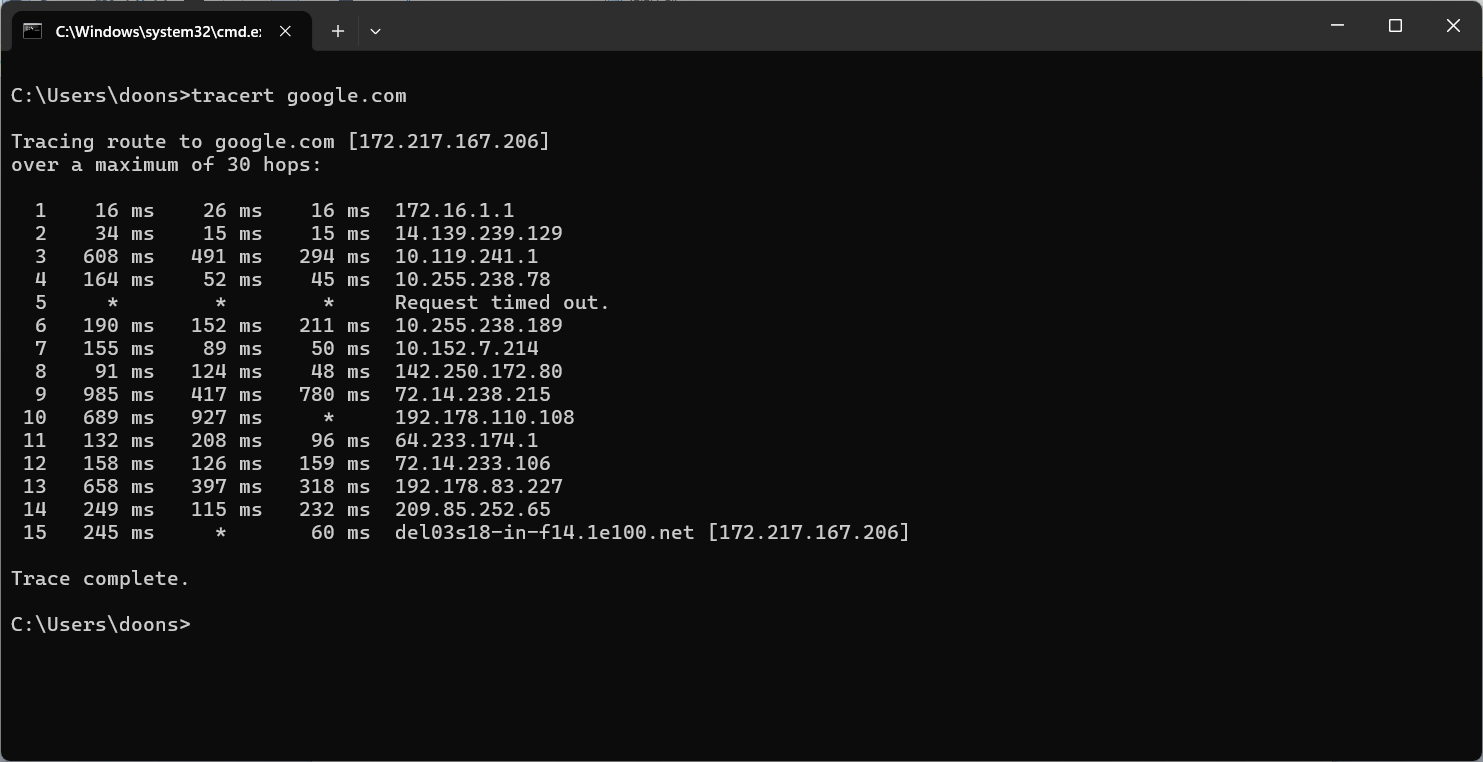 C:\Windows\system32\cmd.e
C:\Users\doons>tracert google.com
Tracing route to google.com [172.217.167.206]
over a maximum of 30 hops:
1 16 ms 26 ms 16 ms 172.16.1.1
2 34 ms 15 ms 15 ms 14.139.239.129
3 608 ms 491 ms 294 ms 10.119.241.1
4 164 ms 52 ms 45 ms 10.255.238.78
5 * * * Request timed out.
6 190 ms 152 ms 211 ms 10.255.238.189
7 155 ms 89 ms 50 ms 10.152.7.214
8 91 ms 124 ms 48 ms 142.250.172.80
9 985 ms 417 ms 780 ms 72.14.238.215
10 689 ms 927 ms * 192.178.110.108
11 132 ms 208 ms 96 ms 64.233.174.1
12 158 ms 126 ms 159 ms 72.14.233.106
13 658 ms 397 ms 318 ms 192.178.83.227
14 249 ms 115 ms 232 ms 209.85.252.65
15 245 ms * 60 ms del03s18-in-f14.1e100.net [172.217.167.206]
Trace complete.
C:\Users\doons>